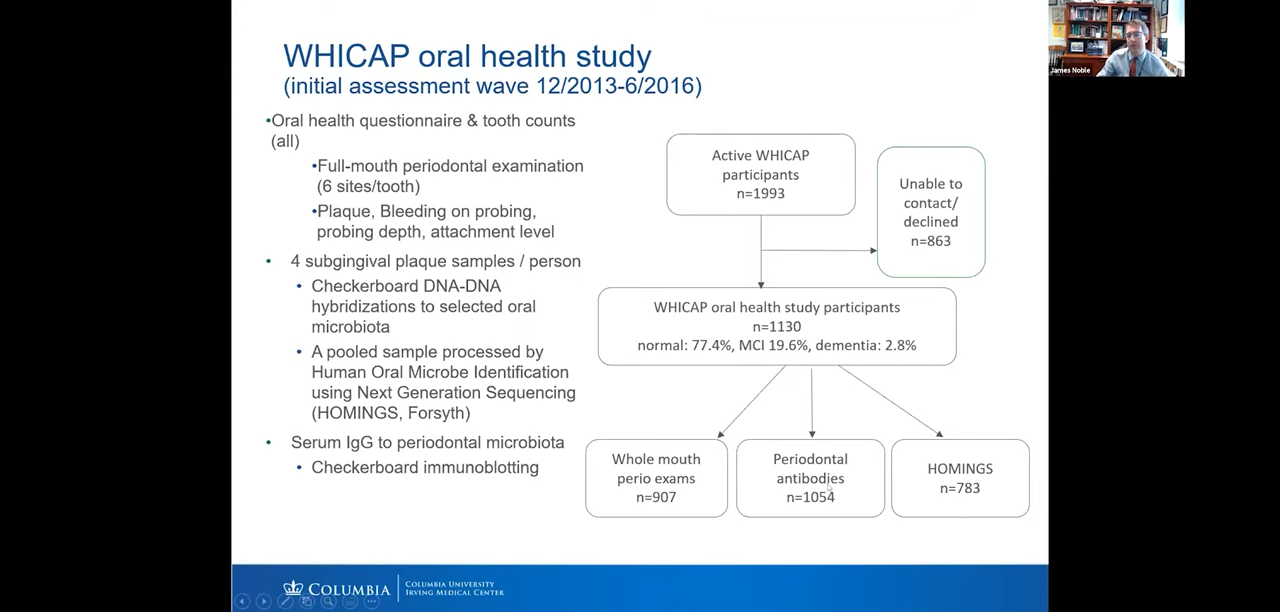 WHICAP oral health study
(initial assessment wave 12/2013-6/2016)
•Oral health questionnaire & tooth counts
(all)
•Full-mouth periodontal examination
(6 sites/tooth)
•Plaque, Bleeding on probing,
probing depth, attachment level
• 4 subgingival plaque samples / person
• Checkerboard DNA-DNA
hybridizations to selected oral
microbiota
• A pooled sample processed by
Human Oral Microbe Identification
using Next Generation Sequencing
(HOMINGS, Forsyth)
• Serum IgG to periodontal microbiota
• Checkerboard immunoblotting
Active WHICAP
participants
n=1993
Unable to
contact/
declined
n=863
WHICAP oral health study participants
n=1130
normal: 77.4%, MCI 19.6%, dementia: 2.8%
Whole mouth
perio exams
n=907
Periodontal
antibodies
n=1054
HOMINGS
n=783
COLUMBIA
COLUMBIA UNIVERSITY
IRVING MEDICAL CENTER
James Noble